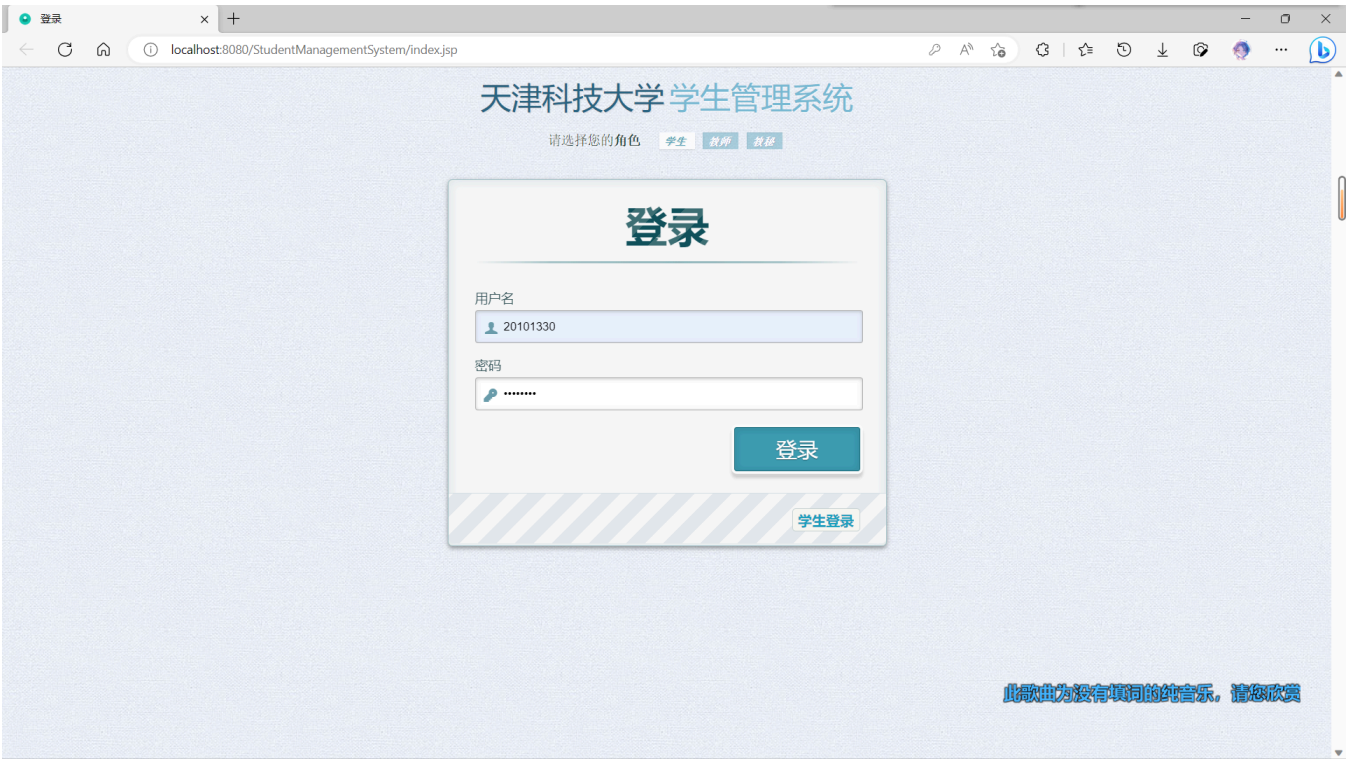 登录
localhost:8080/StudentManagementSystem/index.jsp
天津科技大学 学生管理系统
请选择您的角色 学生 教师 教秘
登录
用户名
20101330
密码
••••••••
登录
学生登录
此歌曲为没有填词的纯音乐，请您欣赏